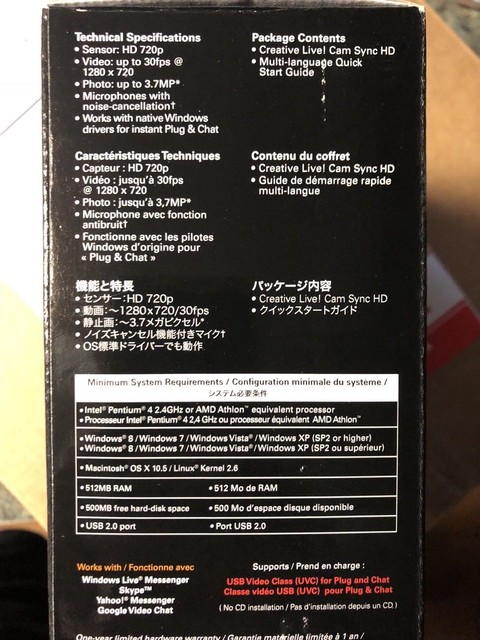 Technical Specifications
• Sensor: HD 720p
• Video: up to 30fps @
1280 x 720
• Photo: up to 3.7MP*
• Microphones with
noise-cancellation†
• Works with native Windows
drivers for instant Plug & Chat
Package Contents
• Creative Live! Cam Sync HD
• Multi-language Quick
Start Guide
Caractéristiques Techniques
• Capteur : HD 720p
• Vidéo : jusqu'à 30fps
@ 1280 x 720
• Photo : jusqu'à 3,7MP*
• Microphone avec fonction
antibruit†
• Fonctionne avec les pilotes
Windows d'origine pour
« Plug & Chat »
Contenu du coffret
• Creative Live! Cam Sync HD
• Guide de démarrage rapide
multi-langue
機能と特長
• センサー：HD 720p
• 動画：～1280x720/30fps
• 静止画：～3.7メガピクセル*
• ノイズキャンセル機能付きマイク†
• OS標準ドライバーでも動作
パッケージ内容
• Creative Live! Cam Sync HD
• クイックスタートガイド
Minimum System Requirements / Configuration minimale du système /
システム必要条件
• Intel® Pentium® 4 2.4GHz or AMD Athlon™ equivalent processor
• Processeur Intel® Pentium® 4 2,4 GHz ou processeur équivalent AMD Athlon™
• Windows® 8 / Windows 7 / Windows Vista® / Windows XP (SP2 or higher)
• Windows® 8 / Windows 7 / Windows Vista® / Windows XP (SP2 ou supérieur)
• Macintosh® OS X 10.5 / Linux® Kernel 2.6
• 512MB RAM • 512 Mo de RAM
• 500MB free hard-disk space • 500 Mo d'espace disque disponible
• USB 2.0 port • Port USB 2.0
Works with / Fonctionne avec
Windows Live® Messenger
Skype™
Yahoo!® Messenger
Google Video Chat
Supports / Prend en charge :
USB Video Class (UVC) for Plug and Chat
Classe vidéo USB (UVC) pour Plug & Chat
( No CD installation / Pas d'installation depuis un CD.)
One-year limited hardware warranty / Garantie matérielle limitée à 1 an /